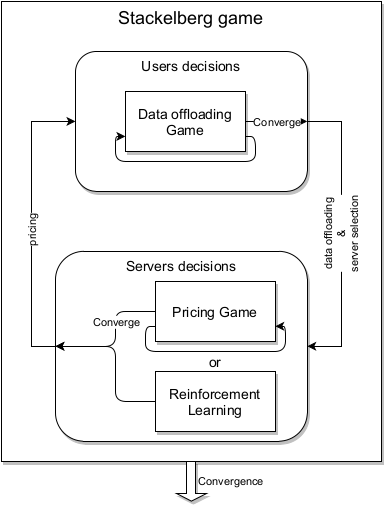 Stackelberg game
Users decisions
Data offloading
Game
Converge
pricing
data offloading
&
server selection
Servers decisions
Pricing Game
Converge
or
Reinforcement
Learning
Convergence